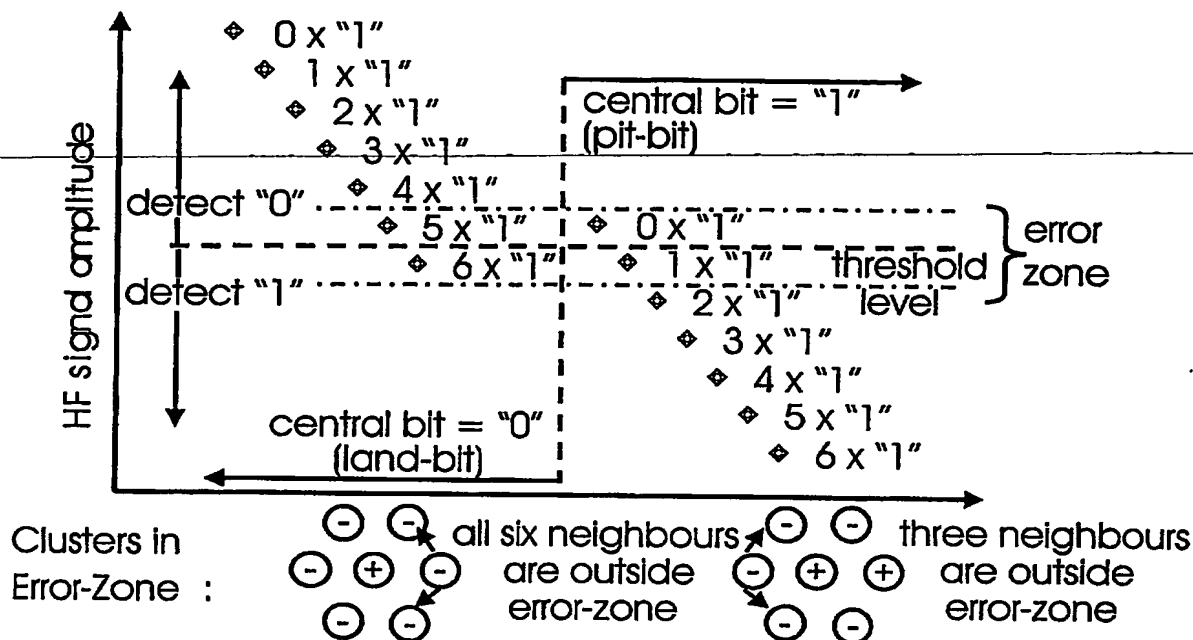 0 x "1"
1 x "1"
2 x "1"
3 x "1"
4 x "1"
5 x "1"
6 x "1"
central bit = "1"
(pit-bit)
HF signal amplitude
detect "0"
detect "1"
0 x "1"
1 x "1"
2 x "1"
3 x "1"
4 x "1"
5 x "1"
6 x "1"
threshold
level
error
zone
central bit = "0"
(land-bit)
Clusters in
Error-Zone :
- -
- + -
- -
all six neighbours
are outside
error-zone
- -
- + +
- -
three neighbours
are outside
error-zone